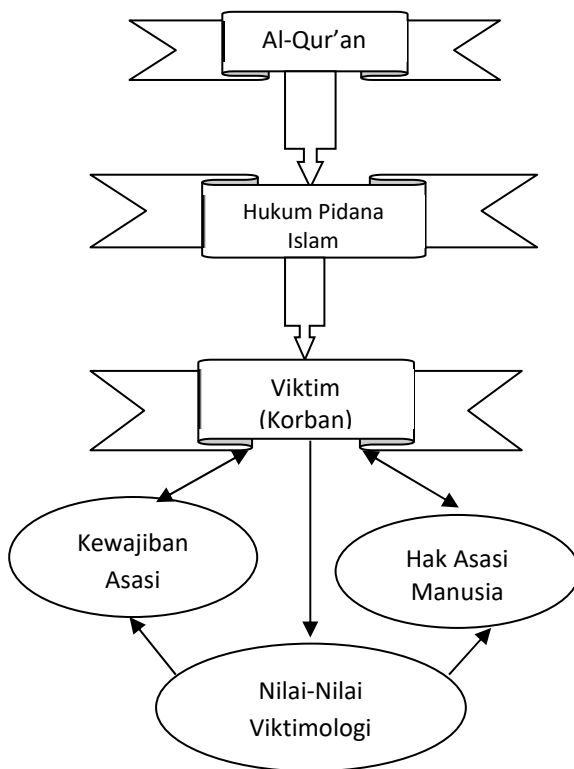 Al-Qur’an
Hukum Pidana
Islam
Viktim
(Korban)
Kewajiban
Asasi
Hak Asasi
Manusia
Nilai-Nilai
Viktimologi